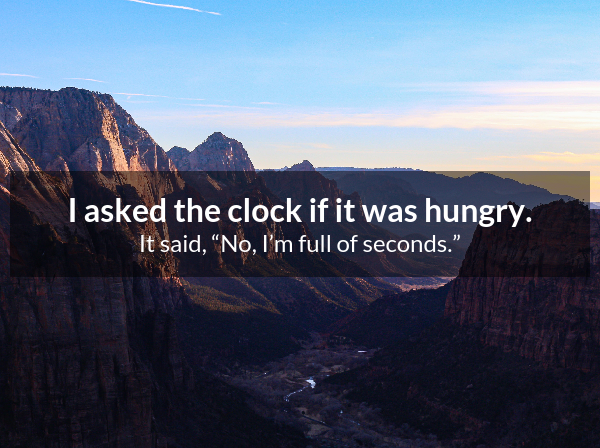 I asked the clock if it was hungry.
It said, “No, I’m full of seconds.”